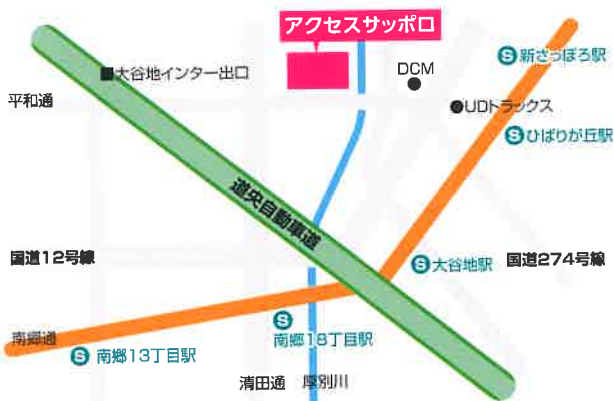 アクセスサッポロ
S 新さっぽろ駅
大谷地インター出口
DCM
平和通
UDトラックス
S ひばりが丘駅
道央自動車道
国道12号線
S 大谷地駅
国道274号線
南郷通
S 南郷18丁目駅
S 南郷13丁目駅
清田通
厚別川